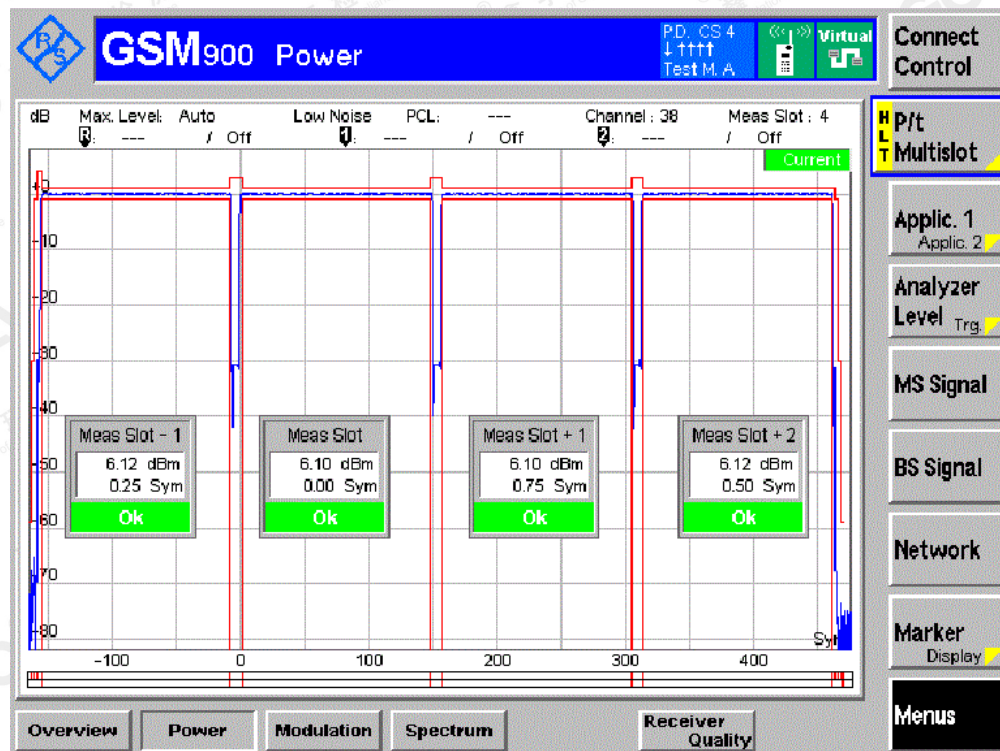 R/S
GSM900 Power
P.D. CS 4
↓ ↑↑↑↑
Test M. A
Virtual
Connect
Control
dB Max. Level: Auto Low Noise PCL: --- Channel : 38 Meas Slot : 4
R: --- / Off 1: --- / Off 2: --- / Off
Current
HLT
P/t
Multislot
Applic. 1
Applic. 2
Analyzer
Level Trg.
MS Signal
BS Signal
Network
Marker
Display
Menus
+0
-10
-20
-30
-40
-50
-60
-70
-80
Meas Slot - 1
6.12 dBm
0.25 Sym
Ok
Meas Slot
6.10 dBm
0.00 Sym
Ok
Meas Slot + 1
6.10 dBm
0.75 Sym
Ok
Meas Slot + 2
6.12 dBm
0.50 Sym
Ok
-100 0 100 200 300 400
Overview Power Modulation Spectrum Receiver
Quality